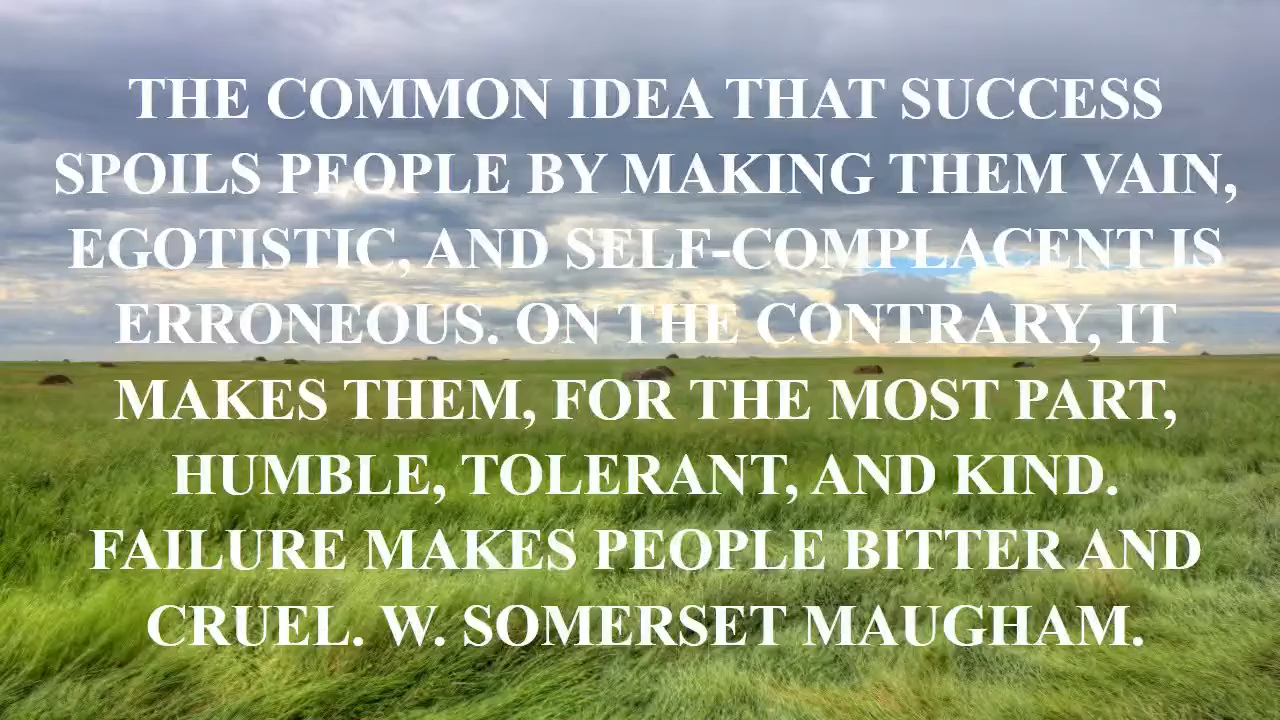 THE COMMON IDEA THAT SUCCESS
SPOILS PEOPLE BY MAKING THEM VAIN,
EGOTISTIC, AND SELF-COMPLACENT IS
ERRONEOUS. ON THE CONTRARY, IT
MAKES THEM, FOR THE MOST PART,
HUMBLE, TOLERANT, AND KIND.
FAILURE MAKES PEOPLE BITTER AND
CRUEL. W. SOMERSET MAUGHAM.